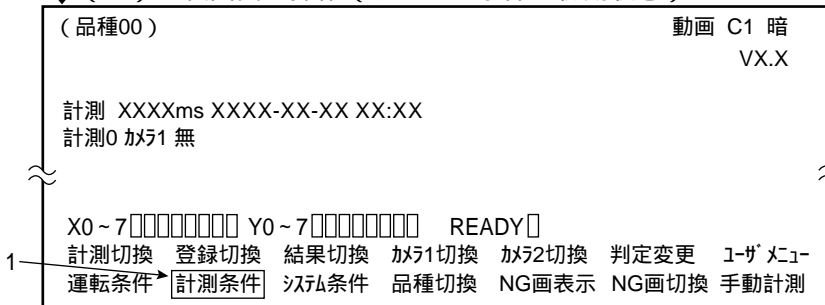 (品種00) 動画 C1 暗
VX.X
計測 XXXXms XXXX-XX-XX XX:XX
計測0 ｶﾒﾗ1 無
X0~7▯▯▯▯▯▯▯▯ Y0~7▯▯▯▯▯▯▯▯ READY▯
計測切換 登録切換 結果切換 ｶﾒﾗ1切換 ｶﾒﾗ2切換 判定変更 ﾕｰｻﾞﾒﾆｭｰ
1 運転条件 計測条件 ｼｽﾃﾑ条件 品種切換 NG画表示 NG画切換 手動計測